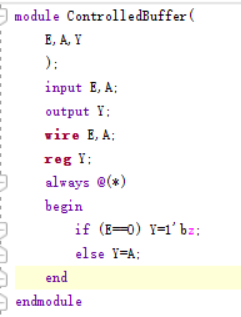 module ControlledBuffer(
E,A,Y
);
input E,A;
output Y;
wire E,A;
reg Y;
always @(*)
begin
if (E==0) Y=1'bz;
else Y=A;
end
endmodule